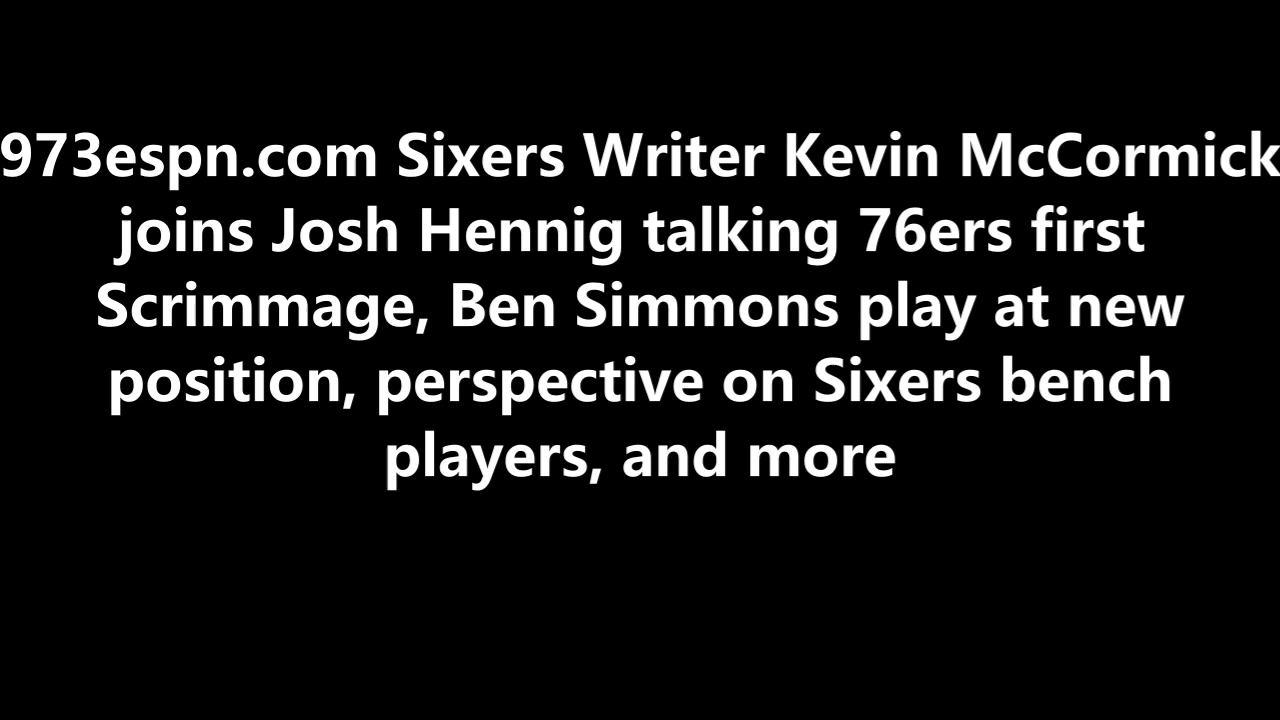 973espn.com Sixers Writer Kevin McCormick
joins Josh Hennig talking 76ers first
Scrimmage, Ben Simmons play at new
position, perspective on Sixers bench
players, and more